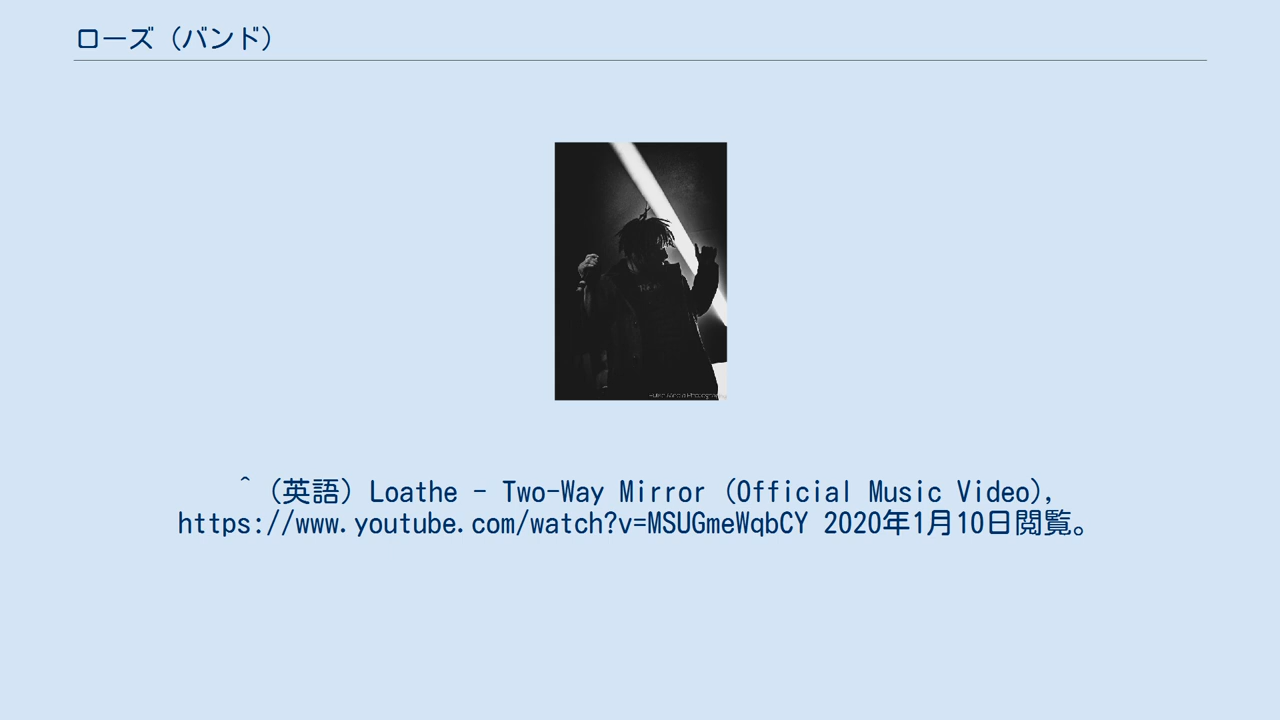 ローズ（バンド）
^ （英語）Loathe - Two-Way Mirror (Official Music Video),
https://www.youtube.com/watch?v=MSUGmeWqbCY 2020年1月10日閲覧。